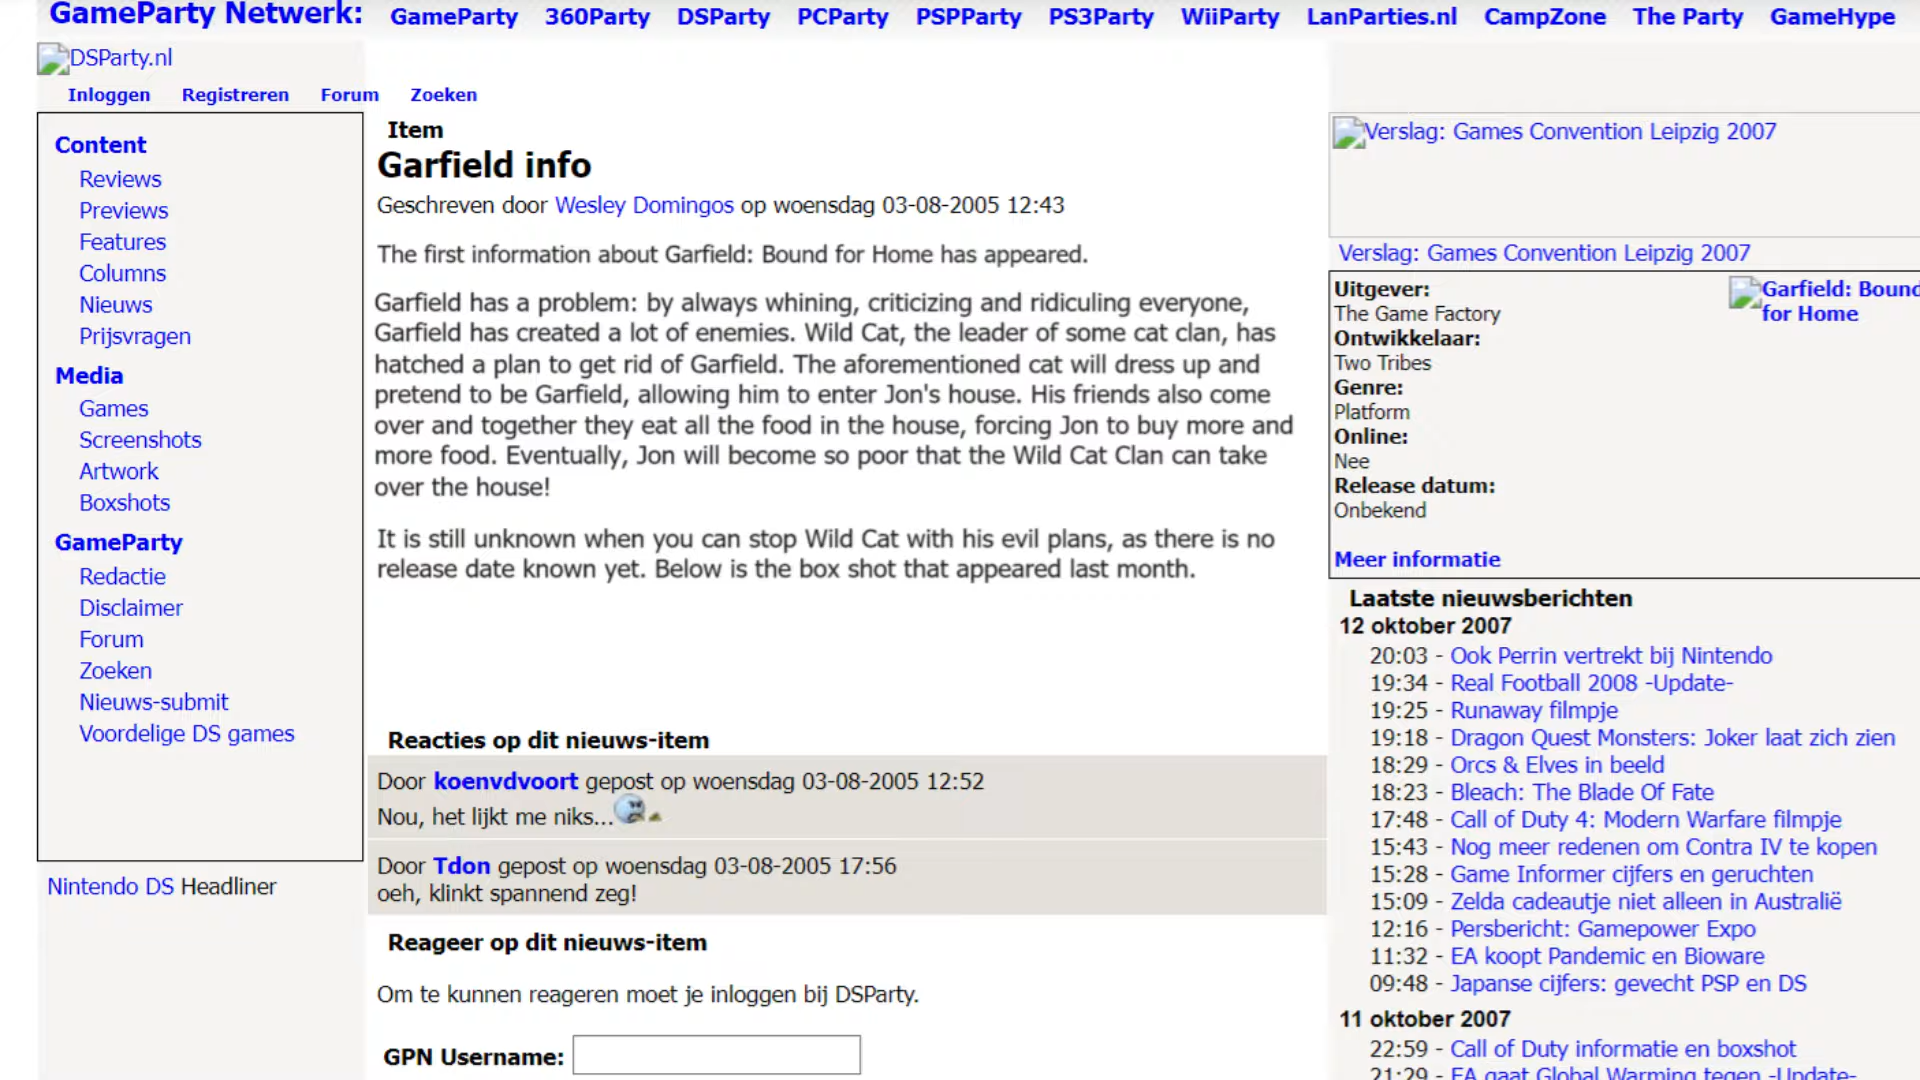 GameParty Netwerk: GameParty 360Party DSParty PCParty PSPParty PS3Party WiiParty LanParties.nl CampZone The Party GameHype
DSParty.nl
Inloggen Registreren Forum Zoeken
Content
Reviews
Previews
Features
Columns
Nieuws
Prijsvragen
Media
Games
Screenshots
Artwork
Boxshots
GameParty
Redactie
Disclaimer
Forum
Zoeken
Nieuws-submit
Voordelige DS games
Nintendo DS Headliner
Item
Garfield info
Geschreven door Wesley Domingos op woensdag 03-08-2005 12:43
The first information about Garfield: Bound for Home has appeared.
Garfield has a problem: by always whining, criticizing and ridiculing everyone,
Garfield has created a lot of enemies. Wild Cat, the leader of some cat clan, has
hatched a plan to get rid of Garfield. The aforementioned cat will dress up and
pretend to be Garfield, allowing him to enter Jon's house. His friends also come
over and together they eat all the food in the house, forcing Jon to buy more and
more food. Eventually, Jon will become so poor that the Wild Cat Clan can take
over the house!
It is still unknown when you can stop Wild Cat with his evil plans, as there is no
release date known yet. Below is the box shot that appeared last month.
Reacties op dit nieuws-item
Door koenvdvoort gepost op woensdag 03-08-2005 12:52
Nou, het lijkt me niks...
Door Tdon gepost op woensdag 03-08-2005 17:56
oeh, klinkt spannend zeg!
Reageer op dit nieuws-item
Om te kunnen reageren moet je inloggen bij DSParty.
GPN Username:
Verslag: Games Convention Leipzig 2007
Verslag: Games Convention Leipzig 2007
Uitgever:
The Game Factory
Ontwikkelaar:
Two Tribes
Genre:
Platform
Online:
Nee
Release datum:
Onbekend
Meer informatie
Garfield: Bound
for Home
Laatste nieuwsberichten
12 oktober 2007
20:03 - Ook Perrin vertrekt bij Nintendo
19:34 - Real Football 2008 -Update-
19:25 - Runaway filmpje
19:18 - Dragon Quest Monsters: Joker laat zich zien
18:29 - Orcs & Elves in beeld
18:23 - Bleach: The Blade Of Fate
17:48 - Call of Duty 4: Modern Warfare filmpje
15:43 - Nog meer redenen om Contra IV te kopen
15:28 - Game Informer cijfers en geruchten
15:09 - Zelda cadeautje niet alleen in Australië
12:16 - Persbericht: Gamepower Expo
11:32 - EA koopt Pandemic en Bioware
09:48 - Japanse cijfers: gevecht PSP en DS
11 oktober 2007
22:59 - Call of Duty informatie en boxshot
21:29 - EA gaat Global Warming tegen -Update-